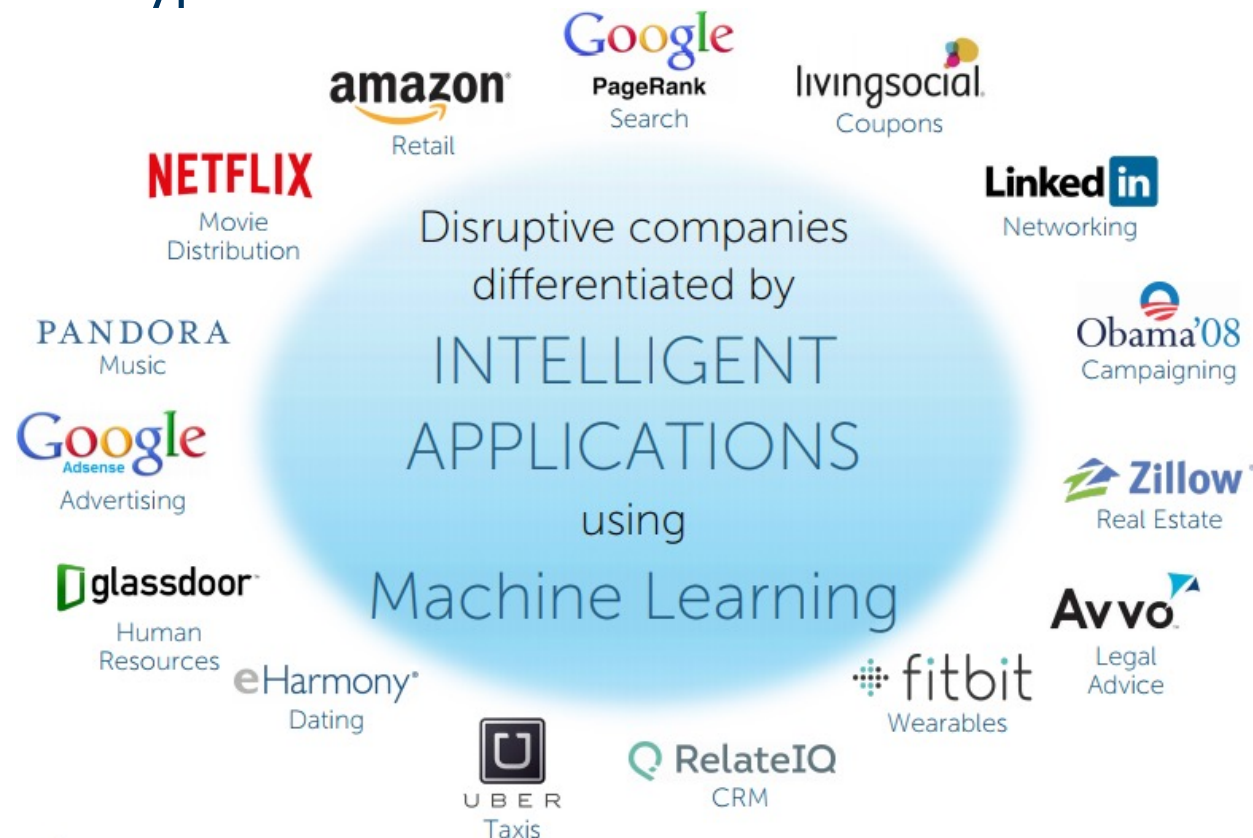 Google
PageRank
Search
amazon
Retail
livingsocial.
Coupons
NETFLIX
Movie
Distribution
Linked in
Networking
PANDORA
Music
Obama'08
Campaigning
Google
Adsense
Advertising
Zillow
Real Estate
glassdoor
Human
Resources
Avvo
Legal
Advice
eHarmony®
Dating
fitbit
Wearables
U
UBER
Taxis
RelateIQ
CRM
Disruptive companies
differentiated by
INTELLIGENT
APPLICATIONS
using
Machine Learning